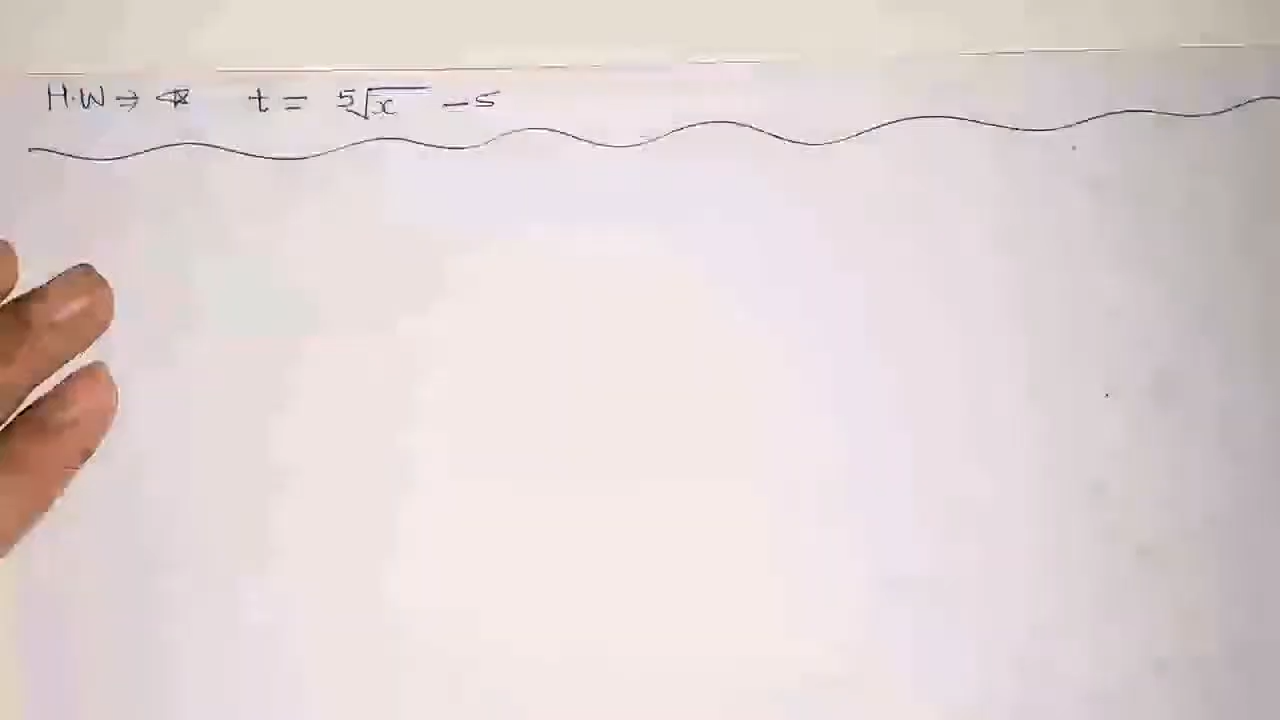 H.W → t = ⁵√x - 5